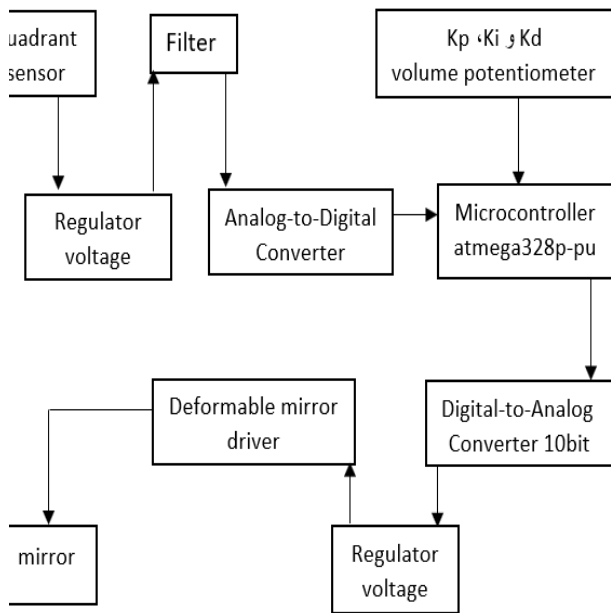 uadrant
sensor
Filter
Kp ،Ki و Kd
volume potentiometer
Regulator
voltage
Analog-to-Digital
Converter
Microcontroller
atmega328p-pu
Deformable mirror
driver
Digital-to-Analog
Converter 10bit
mirror
Regulator
voltage